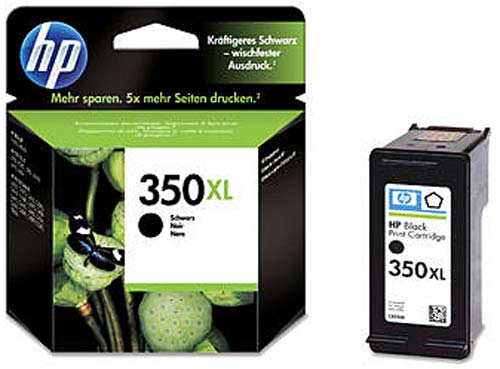 hp
Kräftigeres Schwarz
– wischfester
Ausdruck.¹
Mehr sparen. 5x mehr Seiten drucken.²
350XL
Schwarz
Noir
Nero
hp
HP Black
Print Cartridge
350XL